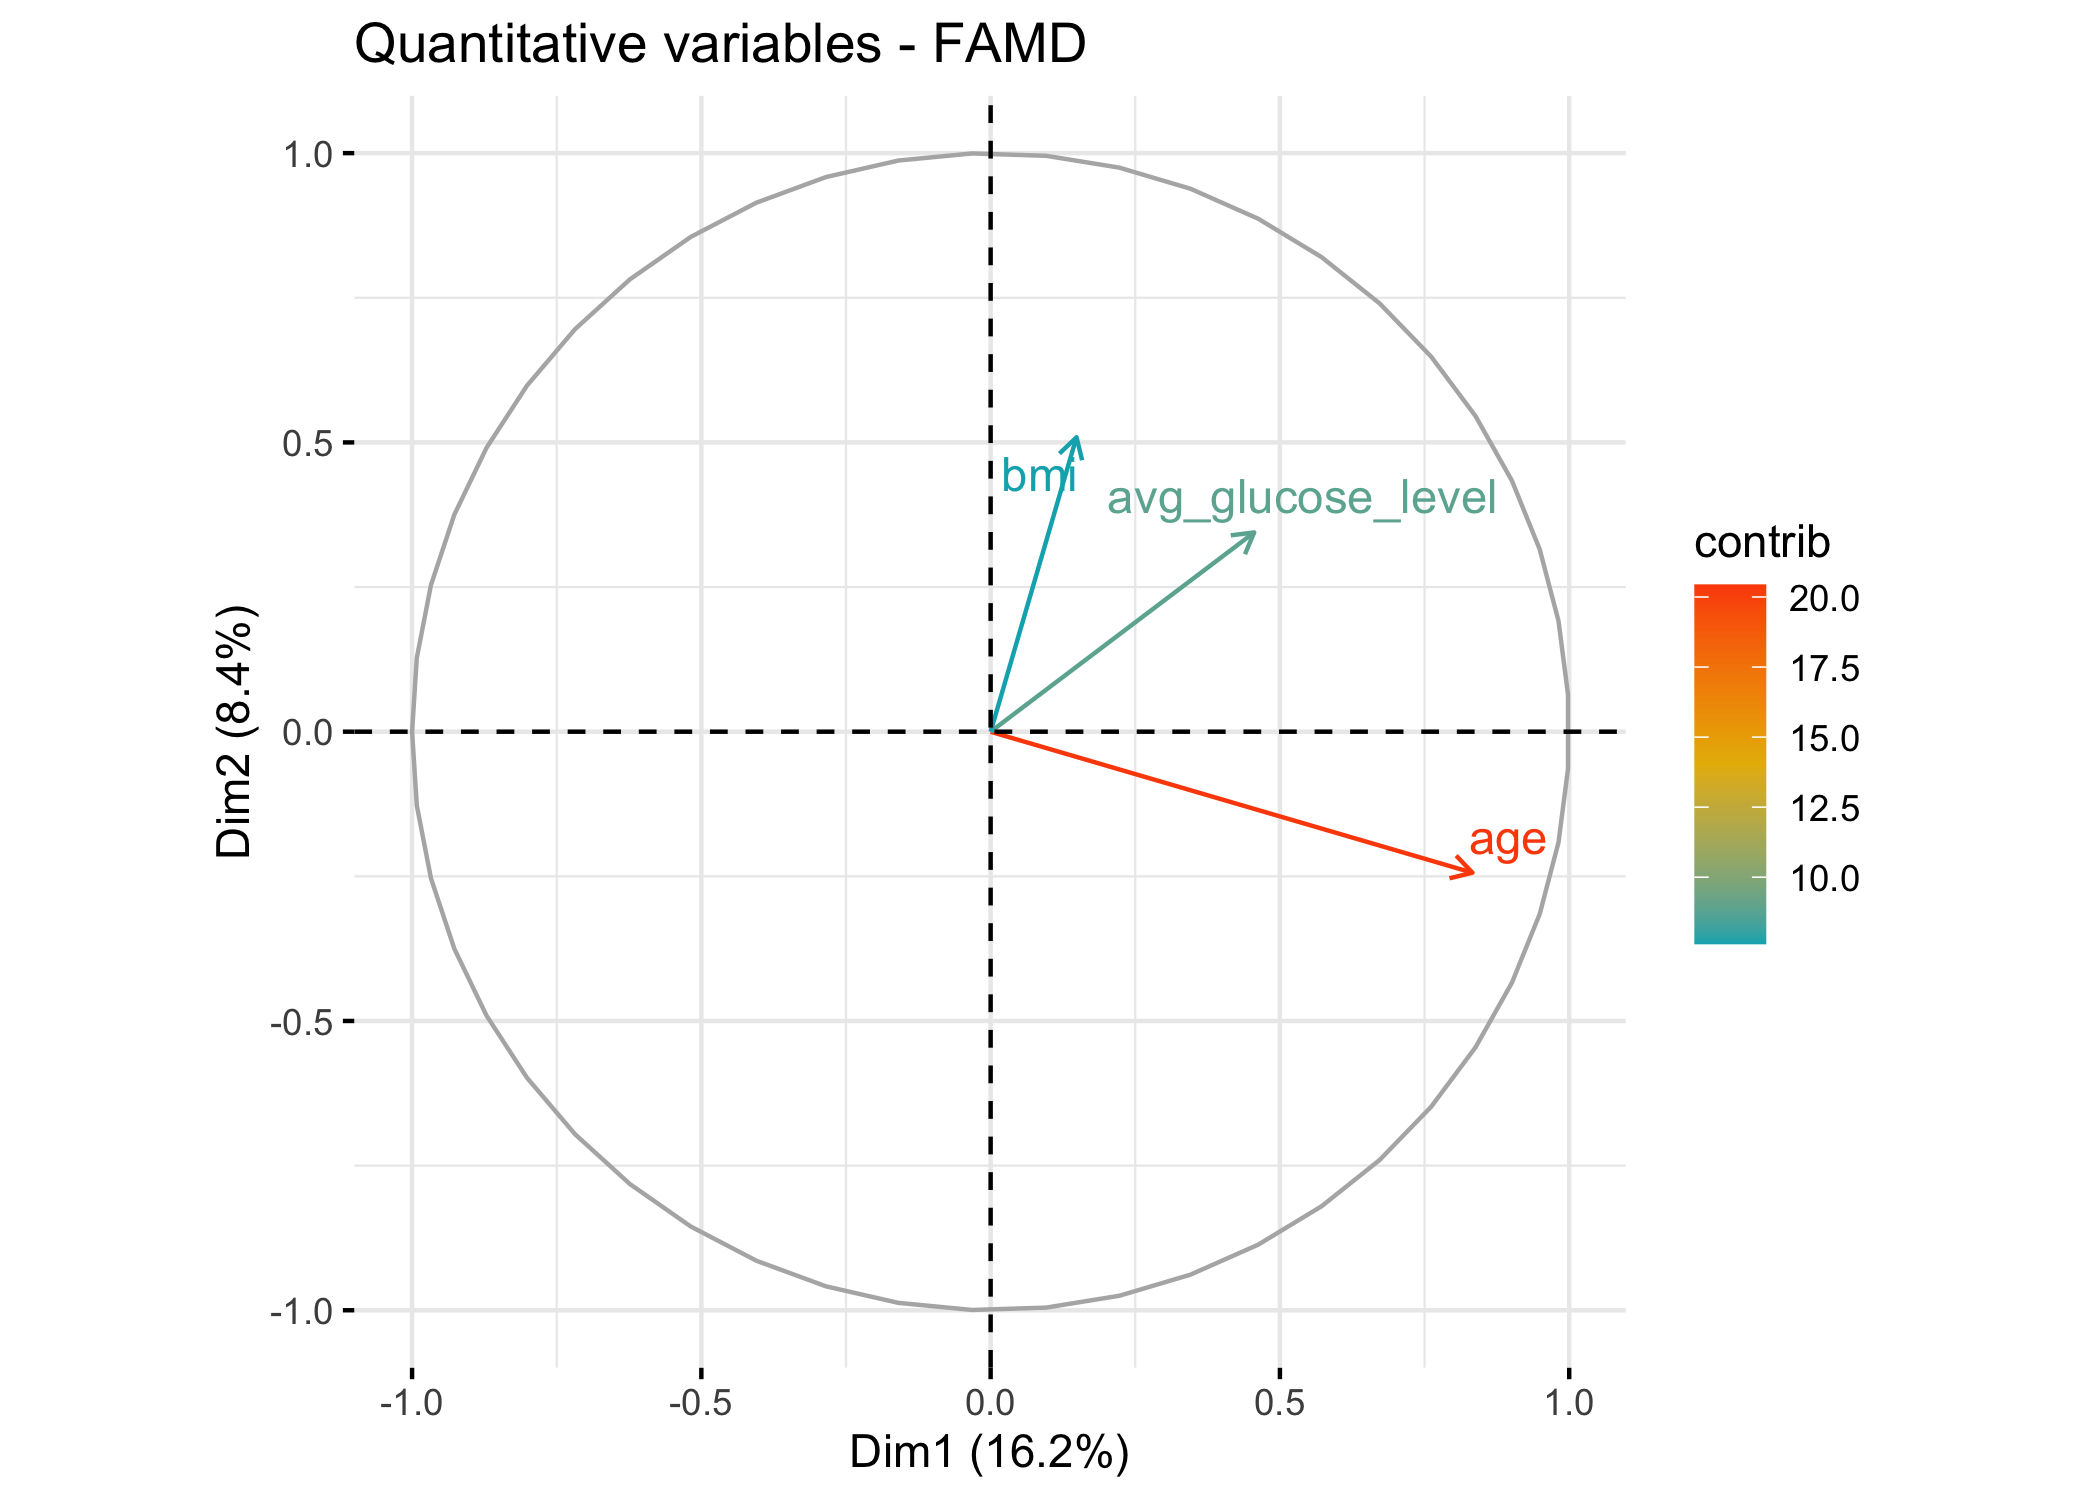 Quantitative variables - FAMD
1.0
0.5
0.0
-0.5
-1.0
Dim2 (8.4%)
bmi
avg_glucose_level
age
-1.0
-0.5
0.0
0.5
1.0
Dim1 (16.2%)
contrib
20.0
17.5
15.0
12.5
10.0